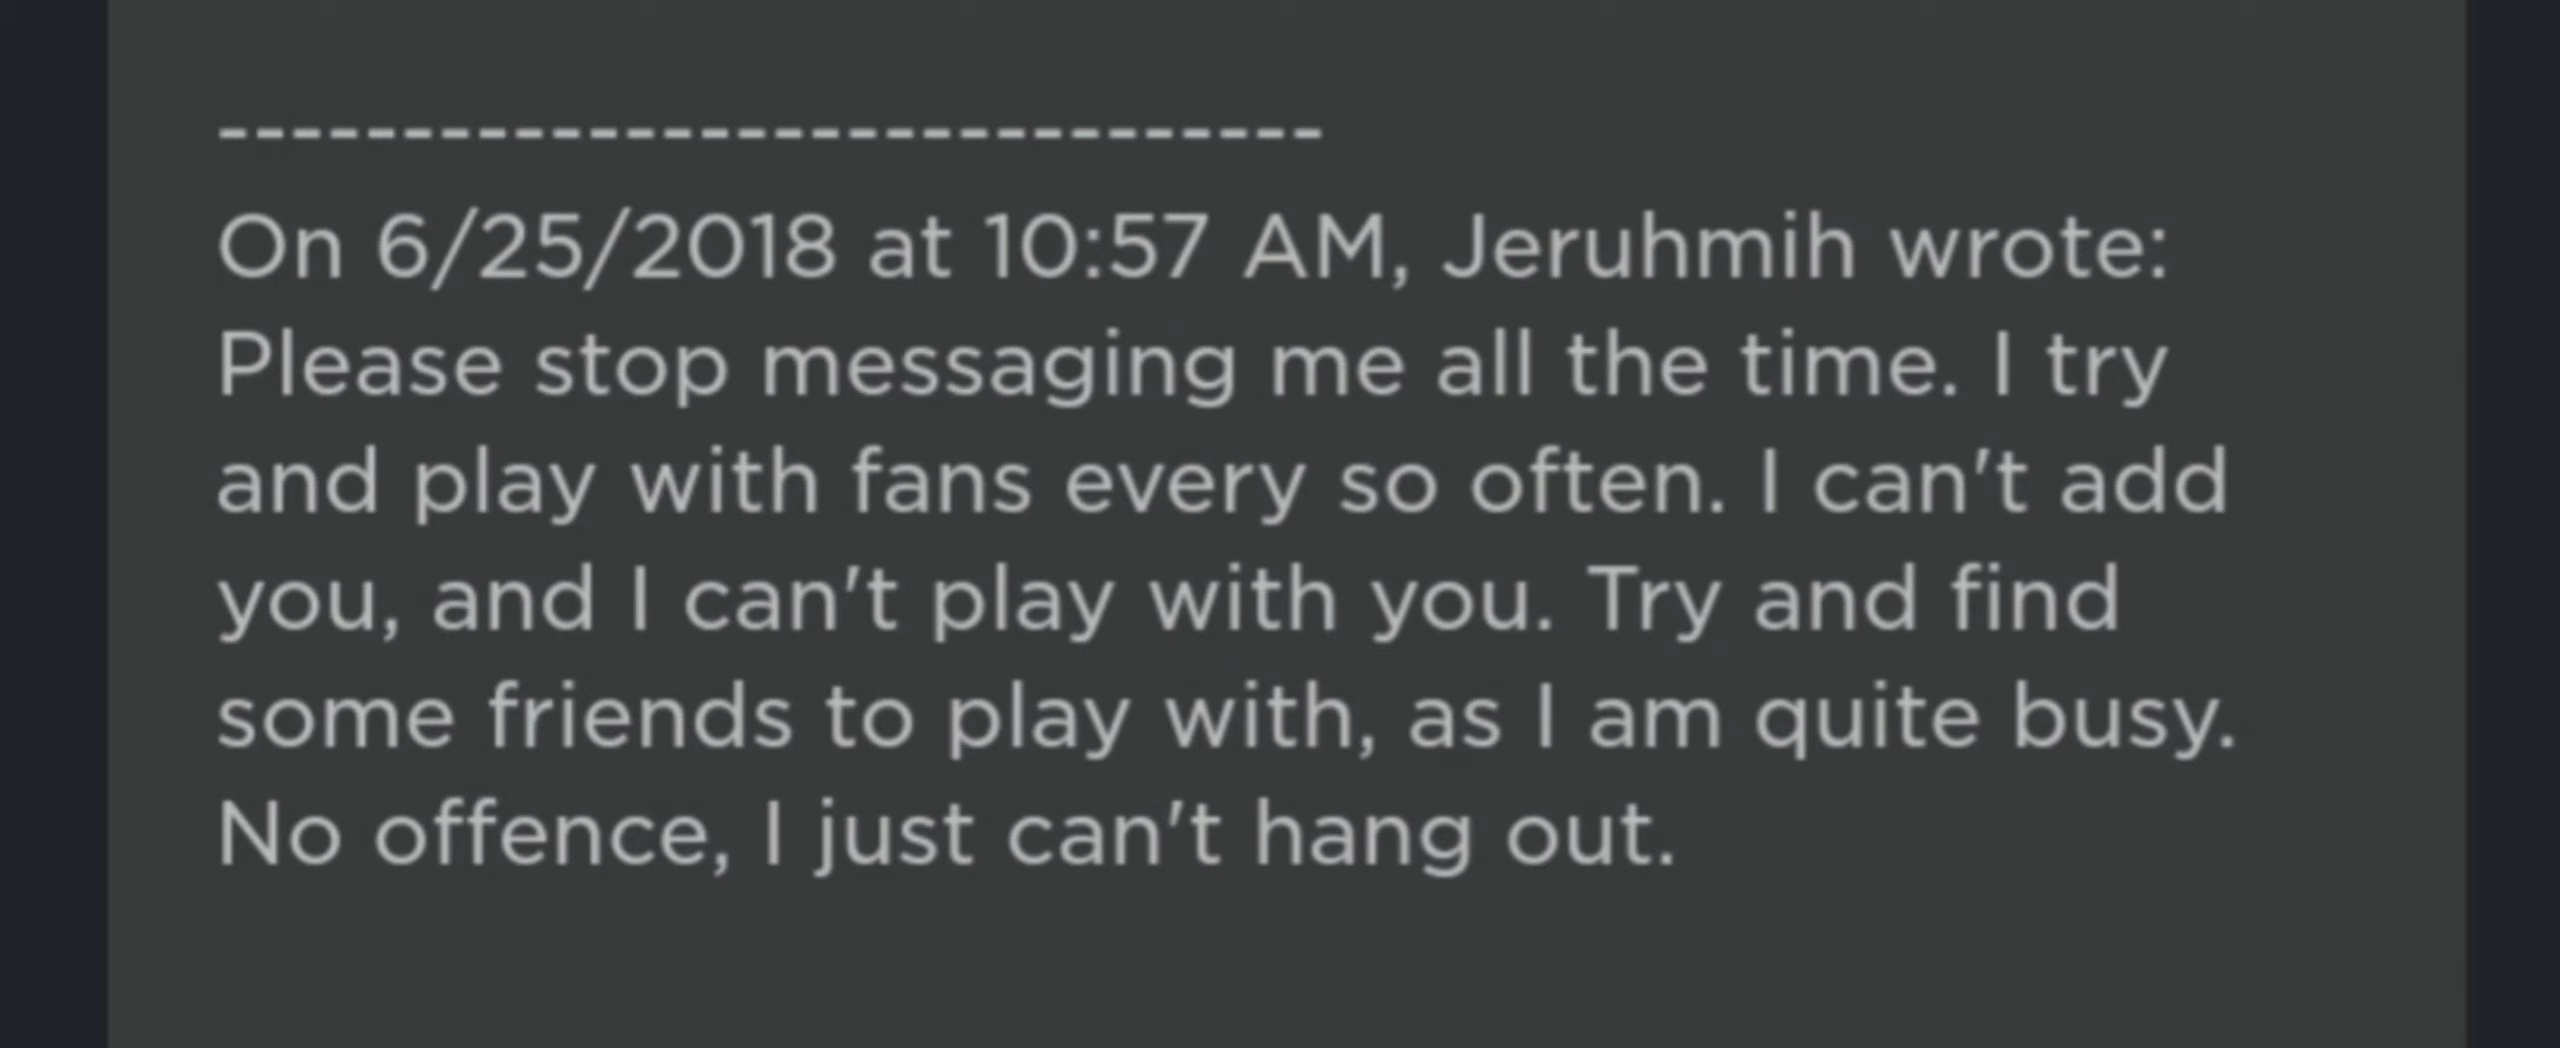 ------------------------------
On 6/25/2018 at 10:57 AM, Jeruhmih wrote:
Please stop messaging me all the time. I try
and play with fans every so often. I can't add
you, and I can't play with you. Try and find
some friends to play with, as I am quite busy.
No offence, I just can't hang out.